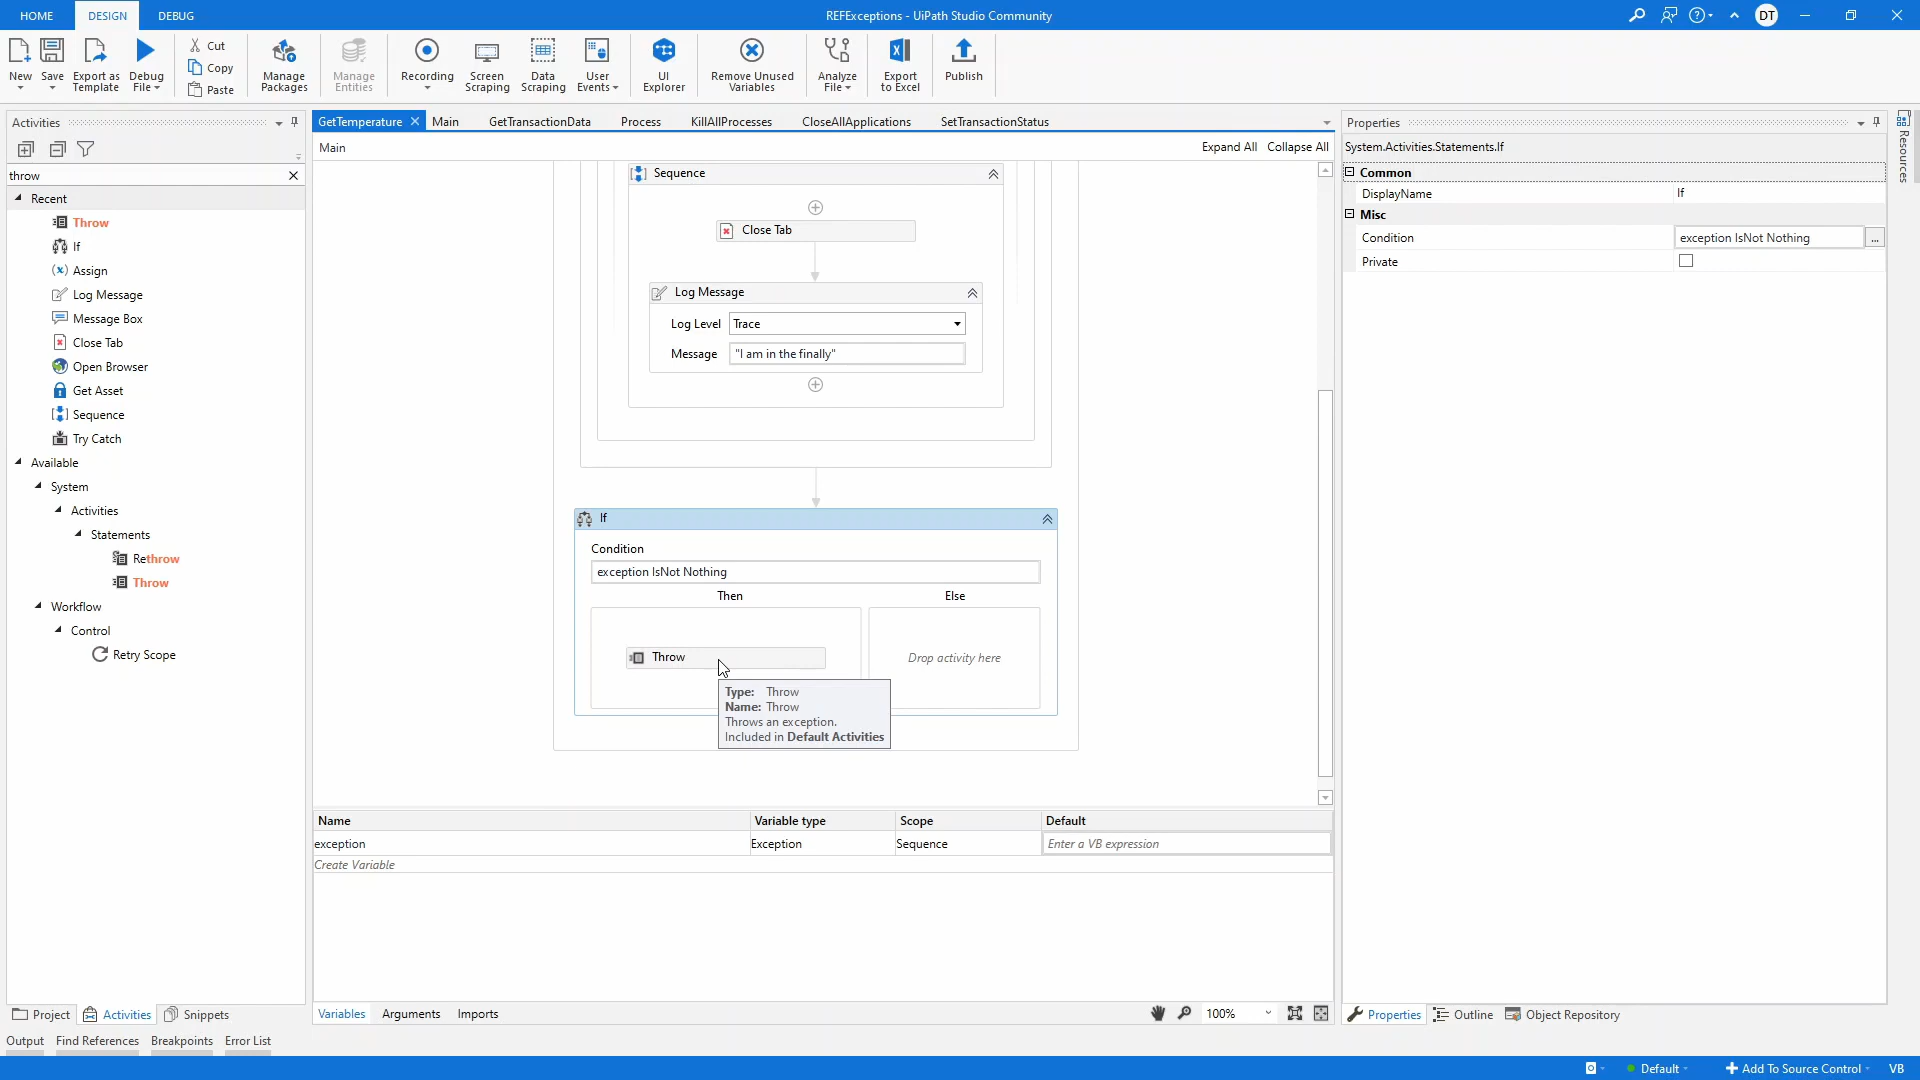 HOME DESIGN DEBUG REFExceptions - UiPath Studio Community DT
New Save Export as Template Debug File Cut Copy Paste Manage Packages Manage Entities Recording Screen Scraping Data Scraping User Events UI Explorer Remove Unused Variables Analyze File Export to Excel Publish
Activities
throw
Recent
Throw
If
Assign
Log Message
Message Box
Close Tab
Open Browser
Get Asset
Sequence
Try Catch
Available
System
Activities
Statements
Rethrow
Throw
Workflow
Control
Retry Scope
Project Activities Snippets
GetTemperature Main GetTransactionData Process KillAllProcesses CloseAllApplications SetTransactionStatus
Main Expand All Collapse All
Sequence
Close Tab
Log Message
Log Level Trace
Message "I am in the finally"
If
Condition
exception IsNot Nothing
Then Else
Throw
Drop activity here
Type: Throw
Name: Throw
Throws an exception.
Included in Default Activities
Name Variable type Scope Default
exception Exception Sequence Enter a VB expression
Create Variable
Variables Arguments Imports 100%
Properties
System.Activities.Statements.If
Common
DisplayName If
Misc
Condition exception IsNot Nothing ...
Private
Properties Outline Object Repository
Resources
Output Find References Breakpoints Error List
Default Add To Source Control VB